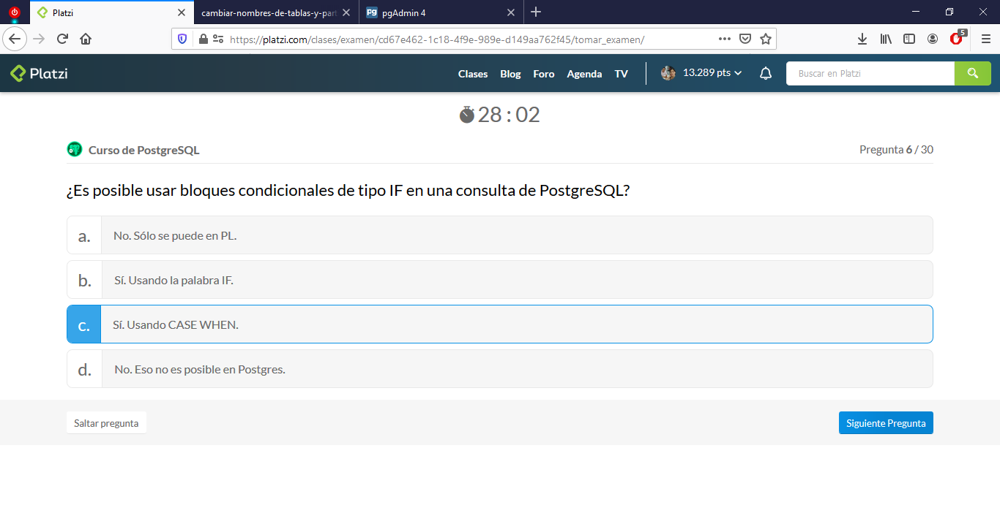 Platzi
cambiar-nombres-de-tablas-y-part
pgAdmin 4
https://platzi.com/clases/examen/cd67e462-1c18-4f9e-989e-d149aa762f45/tomar_examen/
5
Platzi
Clases
Blog
Foro
Agenda
TV
13.289 pts
Buscar en Platzi
28 : 02
Curso de PostgreSQL
Pregunta 6 / 30
¿Es posible usar bloques condicionales de tipo IF en una consulta de PostgreSQL?
a. No. Sólo se puede en PL.
b. Sí. Usando la palabra IF.
c. Sí. Usando CASE WHEN.
d. No. Eso no es posible en Postgres.
Saltar pregunta
Siguiente Pregunta